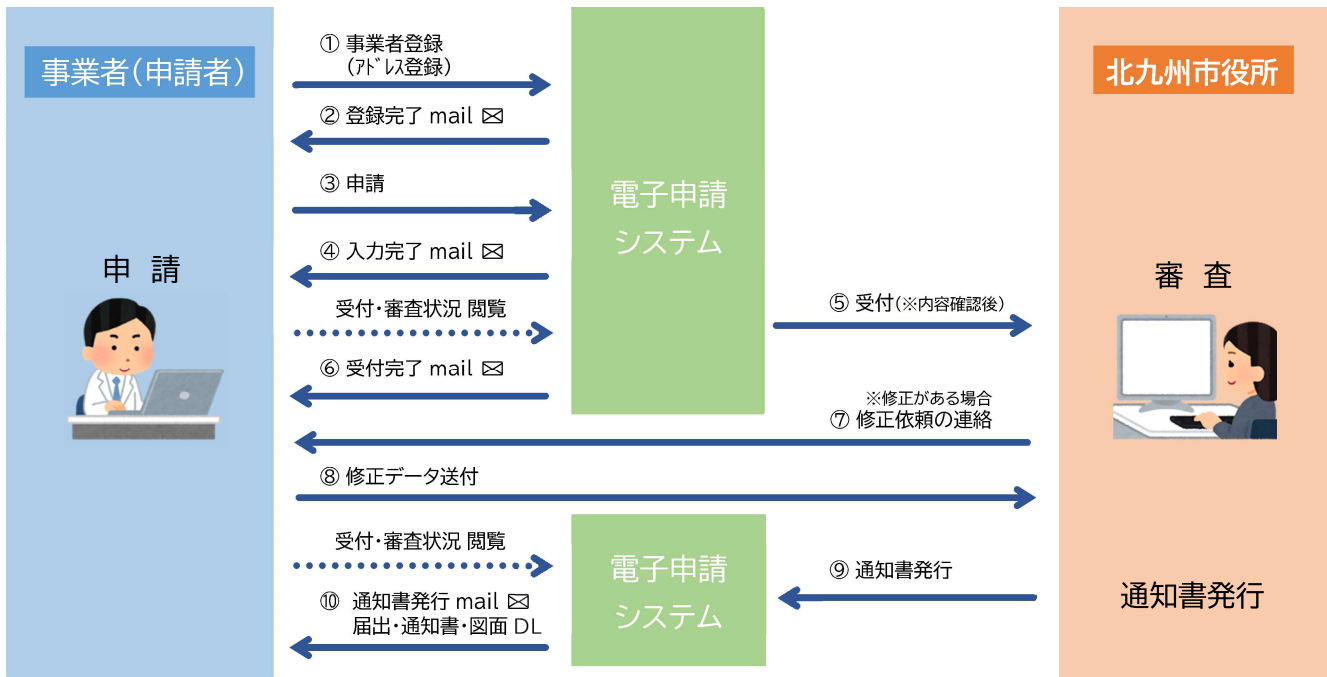 事業者(申請者)
北九州市役所
① 事業者登録
(ｱﾄﾞﾚｽ登録)
② 登録完了 mail ✉
③ 申請
④ 入力完了 mail ✉
申 請
電子申請
システム
審 査
受付・審査状況 閲覧
⑤ 受付(※内容確認後)
⑥ 受付完了 mail ✉
※修正がある場合
⑦ 修正依頼の連絡
⑧ 修正データ送付
受付・審査状況 閲覧
電子申請
システム
⑨ 通知書発行
通知書発行
⑩ 通知書発行 mail ✉
届出・通知書・図面 DL